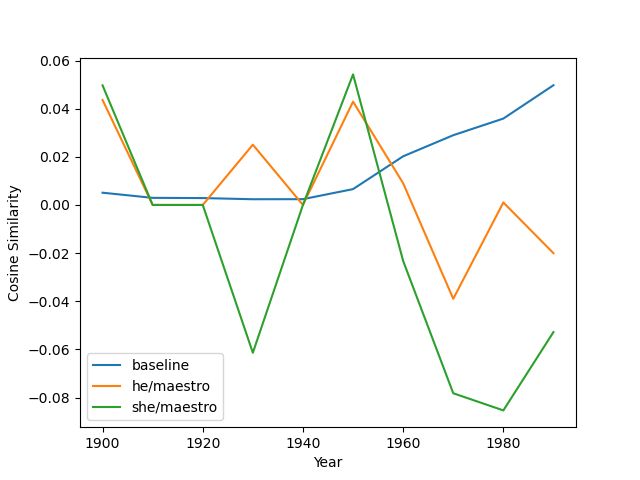 0.06
0.04
0.02
0.00
−0.02
−0.04
−0.06
−0.08
Cosine Similarity
baseline
he/maestro
she/maestro
1900 1920 1940 1960 1980
Year